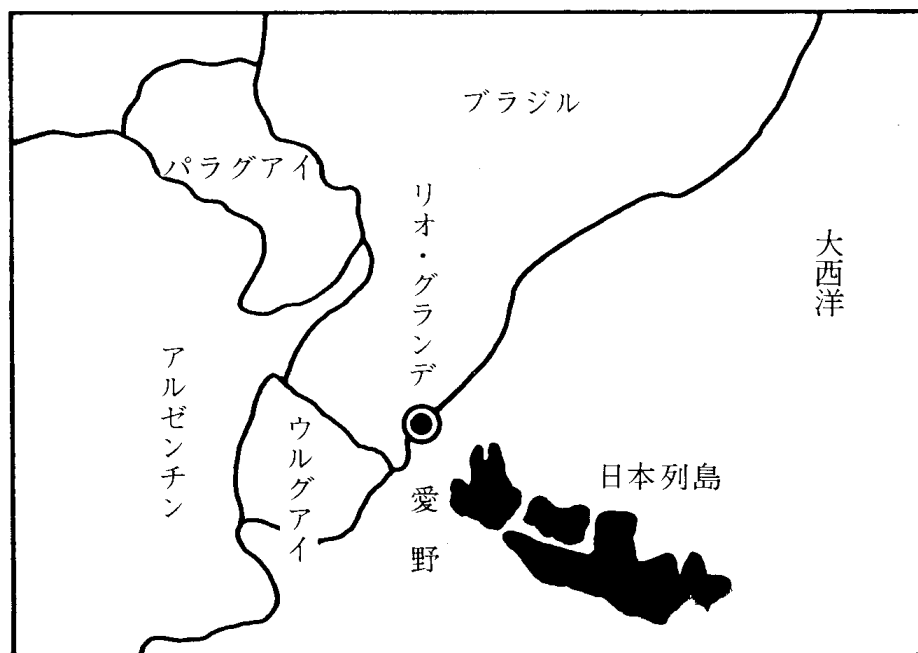 ブラジル
パラグアイ
リオ・グランデ
大西洋
アルゼンチン
ウルグアイ
日本列島
愛野